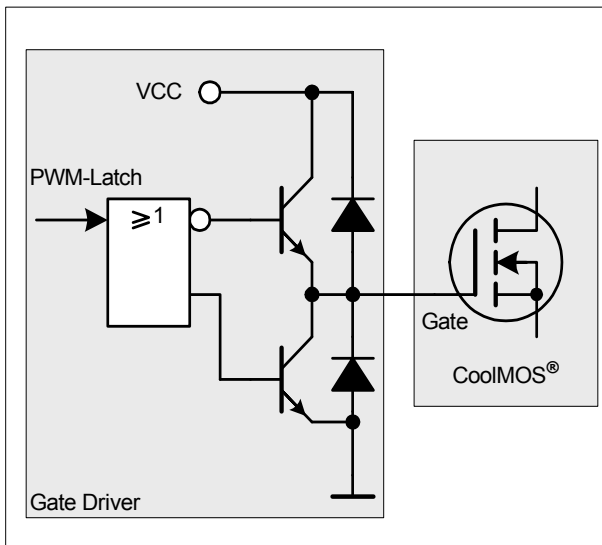 VCC
PWM-Latch
≥1
Gate
CoolMOS®
Gate Driver